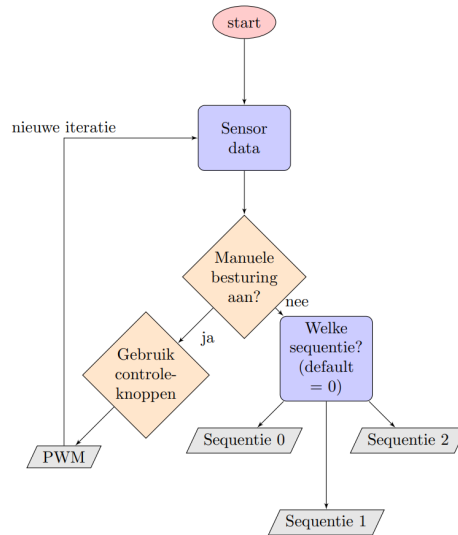 start
nieuwe iteratie
Sensor
data
Manuele
besturing
aan?
nee
ja
Welke
sequentie?
(default
= 0)
Gebruik
controle-
knoppen
PWM
Sequentie 0
Sequentie 2
Sequentie 1